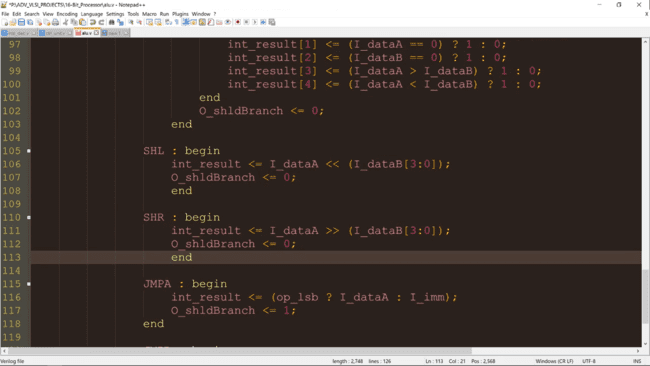 *P:\ADV_VLSI_PROJECTS\16-Bit_Processor\alu.v - Notepad++
File Edit Search View Encoding Language Settings Tools Macro Run Plugins Window ?
alu.v
97 int_result[1] <= (I_dataA == 0) ? 1 : 0;
98 int_result[2] <= (I_dataB == 0) ? 1 : 0;
99 int_result[3] <= (I_dataA > I_dataB) ? 1 : 0;
100 int_result[4] <= (I_dataA < I_dataB) ? 1 : 0;
101 end
102 O_shldBranch <= 0;
103 end
104
105 SHL : begin
106 int_result <= I_dataA << (I_dataB[3:0]);
107 O_shldBranch <= 0;
108 end
109
110 SHR : begin
111 int_result <= I_dataA >> (I_dataB[3:0]);
112 O_shldBranch <= 0;
113 end
114
115 JMPA : begin
116 int_result <= (op_lsb ? I_dataA : I_imm);
117 O_shldBranch <= 1;
118 end
119
Verilog file length : 2,748 lines : 126 Ln : 113 Col : 21 Pos : 2,568 Windows (CR LF) UTF-8 INS